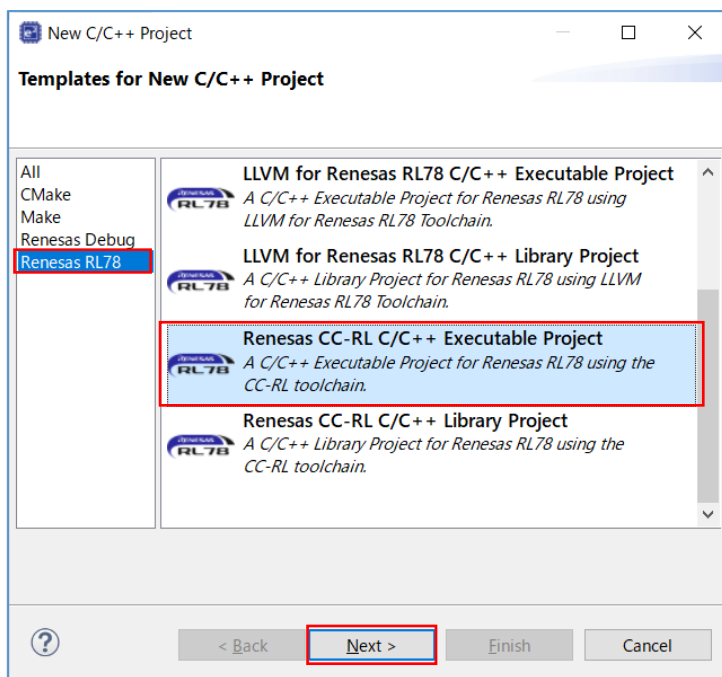 New C/C++ Project
Templates for New C/C++ Project
All
CMake
Make
Renesas Debug
Renesas RL78
RENESAS
RL78
LLVM for Renesas RL78 C/C++ Executable Project
A C/C++ Executable Project for Renesas RL78 using
LLVM for Renesas RL78 Toolchain.
RENESAS
RL78
LLVM for Renesas RL78 C/C++ Library Project
A C/C++ Library Project for Renesas RL78 using LLVM
for Renesas RL78 Toolchain.
RENESAS
RL78
Renesas CC-RL C/C++ Executable Project
A C/C++ Executable Project for Renesas RL78 using the
CC-RL toolchain.
RENESAS
RL78
Renesas CC-RL C/C++ Library Project
A C/C++ Library Project for Renesas RL78 using the
CC-RL toolchain.
?
< Back
Next >
Finish
Cancel